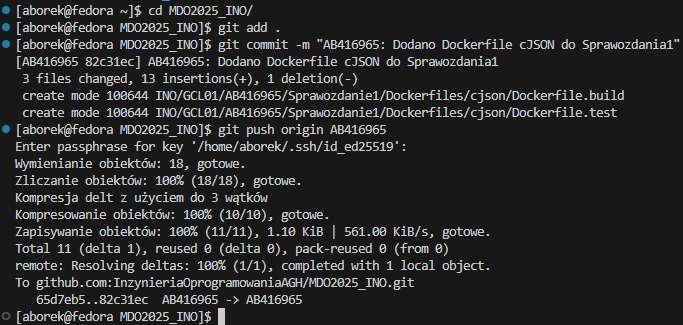 [aborek@fedora ~]$ cd MDO2025_INO/
[aborek@fedora MDO2025_INO]$ git add .
[aborek@fedora MDO2025_INO]$ git commit -m "AB416965: Dodano Dockerfile cJSON do Sprawozdania1"
[AB416965 82c31ec] AB416965: Dodano Dockerfile cJSON do Sprawozdania1
 3 files changed, 13 insertions(+), 1 deletion(-)
 create mode 100644 INO/GCL01/AB416965/Sprawozdanie1/Dockerfiles/cjson/Dockerfile.build
 create mode 100644 INO/GCL01/AB416965/Sprawozdanie1/Dockerfiles/cjson/Dockerfile.test
[aborek@fedora MDO2025_INO]$ git push origin AB416965
Enter passphrase for key '/home/aborek/.ssh/id_ed25519':
Wymienianie obiektów: 18, gotowe.
Zliczanie obiektów: 100% (18/18), gotowe.
Kompresja delt z użyciem do 3 wątków
Kompresowanie obiektów: 100% (10/10), gotowe.
Zapisywanie obiektów: 100% (11/11), 1.10 KiB | 561.00 KiB/s, gotowe.
Total 11 (delta 1), reused 0 (delta 0), pack-reused 0 (from 0)
remote: Resolving deltas: 100% (1/1), completed with 1 local object.
To github.com:InzynieriaOprogramowaniaAGH/MDO2025_INO.git
   65d7eb5..82c31ec  AB416965 -> AB416965
[aborek@fedora MDO2025_INO]$